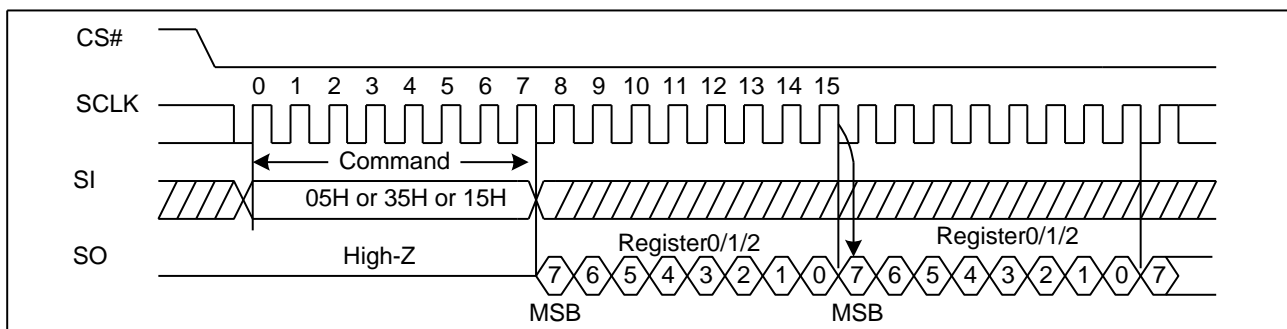 CS#
0 1 2 3 4 5 6 7 8 9 10 11 12 13 14 15
SCLK
Command
SI
05H or 35H or 15H
Register0/1/2 Register0/1/2
SO High-Z
7 6 5 4 3 2 1 0 7 6 5 4 3 2 1 0 7
MSB MSB